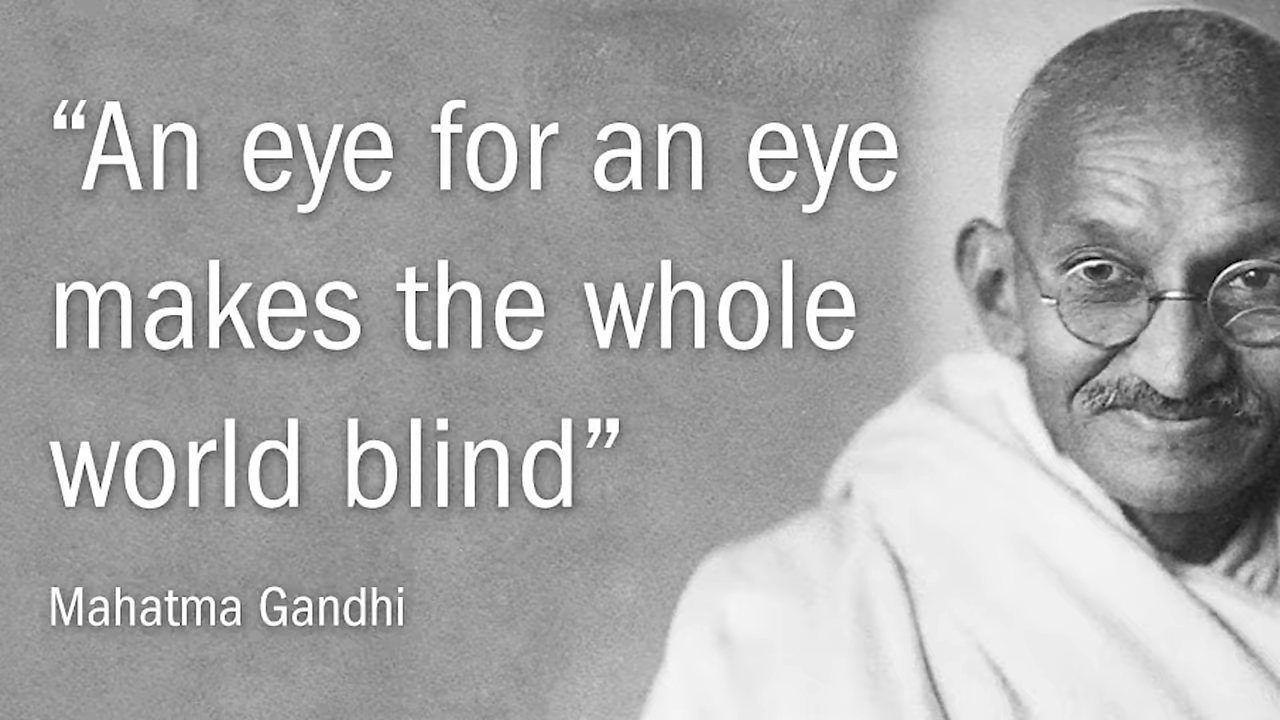 “An eye for an eye
makes the whole
world blind”
Mahatma Gandhi